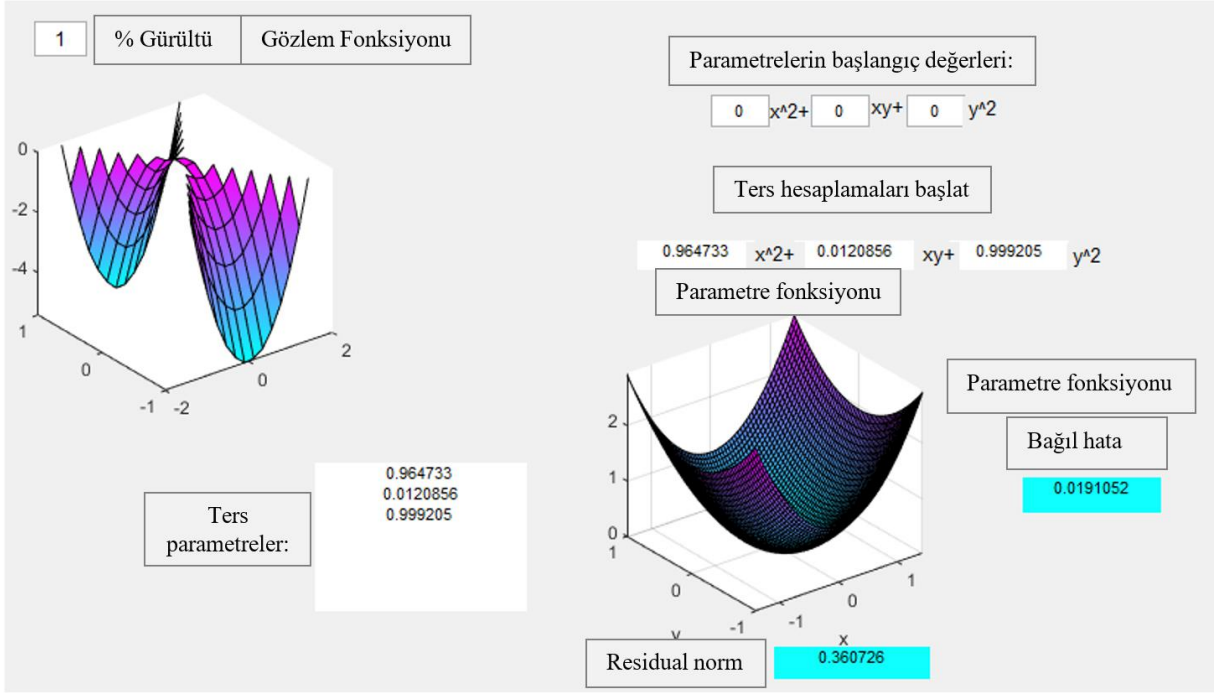 1
% Gürültü
Gözlem Fonksiyonu
0
-2
-4
1
0
-1
-2
0
2
Parametrelerin başlangıç değerleri:
0 x^2+ 0 xy+ 0 y^2
Ters hesaplamaları başlat
0.964733 x^2+ 0.0120856 xy+ 0.999205 y^2
Parametre fonksiyonu
2
1
0
1
0
-1
-1
0
1
y
x
Parametre fonksiyonu
Bağıl hata
0.0191052
Ters
parametreler:
0.964733
0.0120856
0.999205
Residual norm
0.360726